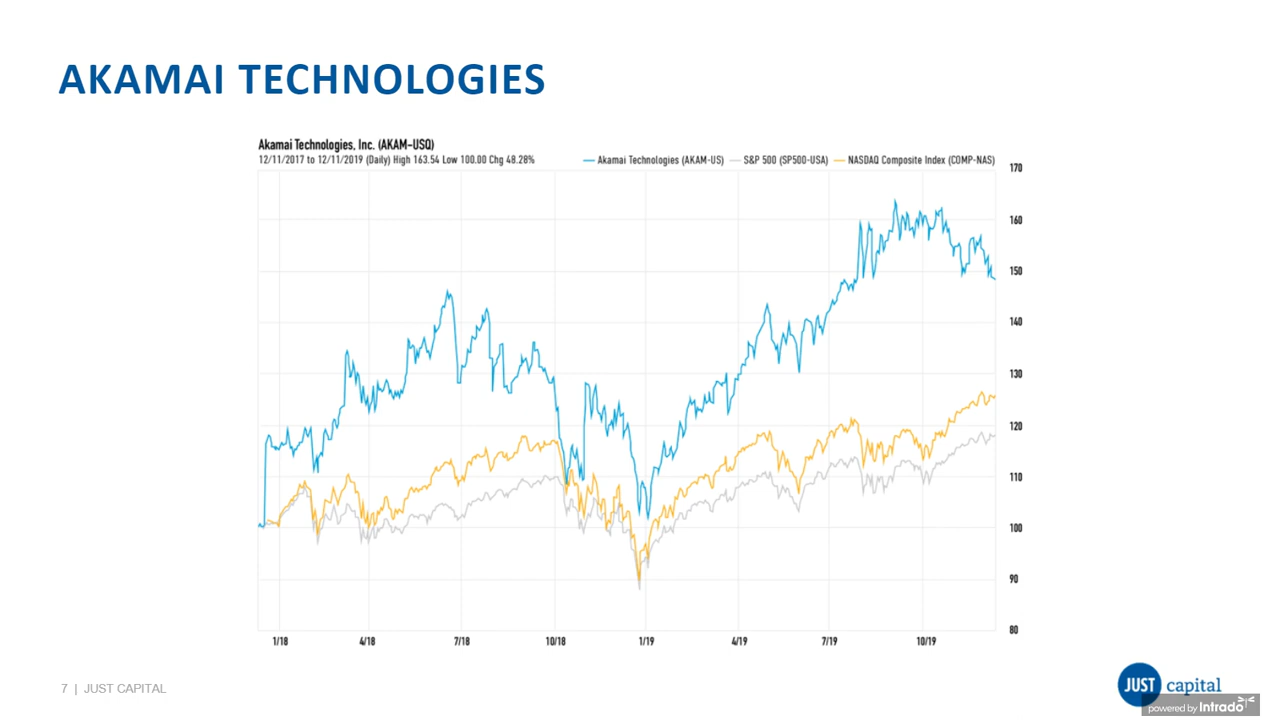 AKAMAI TECHNOLOGIES
Akamai Technologies, Inc. (AKAM-USQ)
12/11/2017 to 12/11/2019 (Daily) High 163.54 Low 100.00 Chg 48.28%
Akamai Technologies (AKAM-US) S&P 500 (SP500-USA) NASDAQ Composite Index (COMP-NAS)
170
160
150
140
130
120
110
100
90
80
1/18 4/18 7/18 10/18 1/19 4/19 7/19 10/19
7 | JUST CAPITAL
JUST capital
powered by Intrado